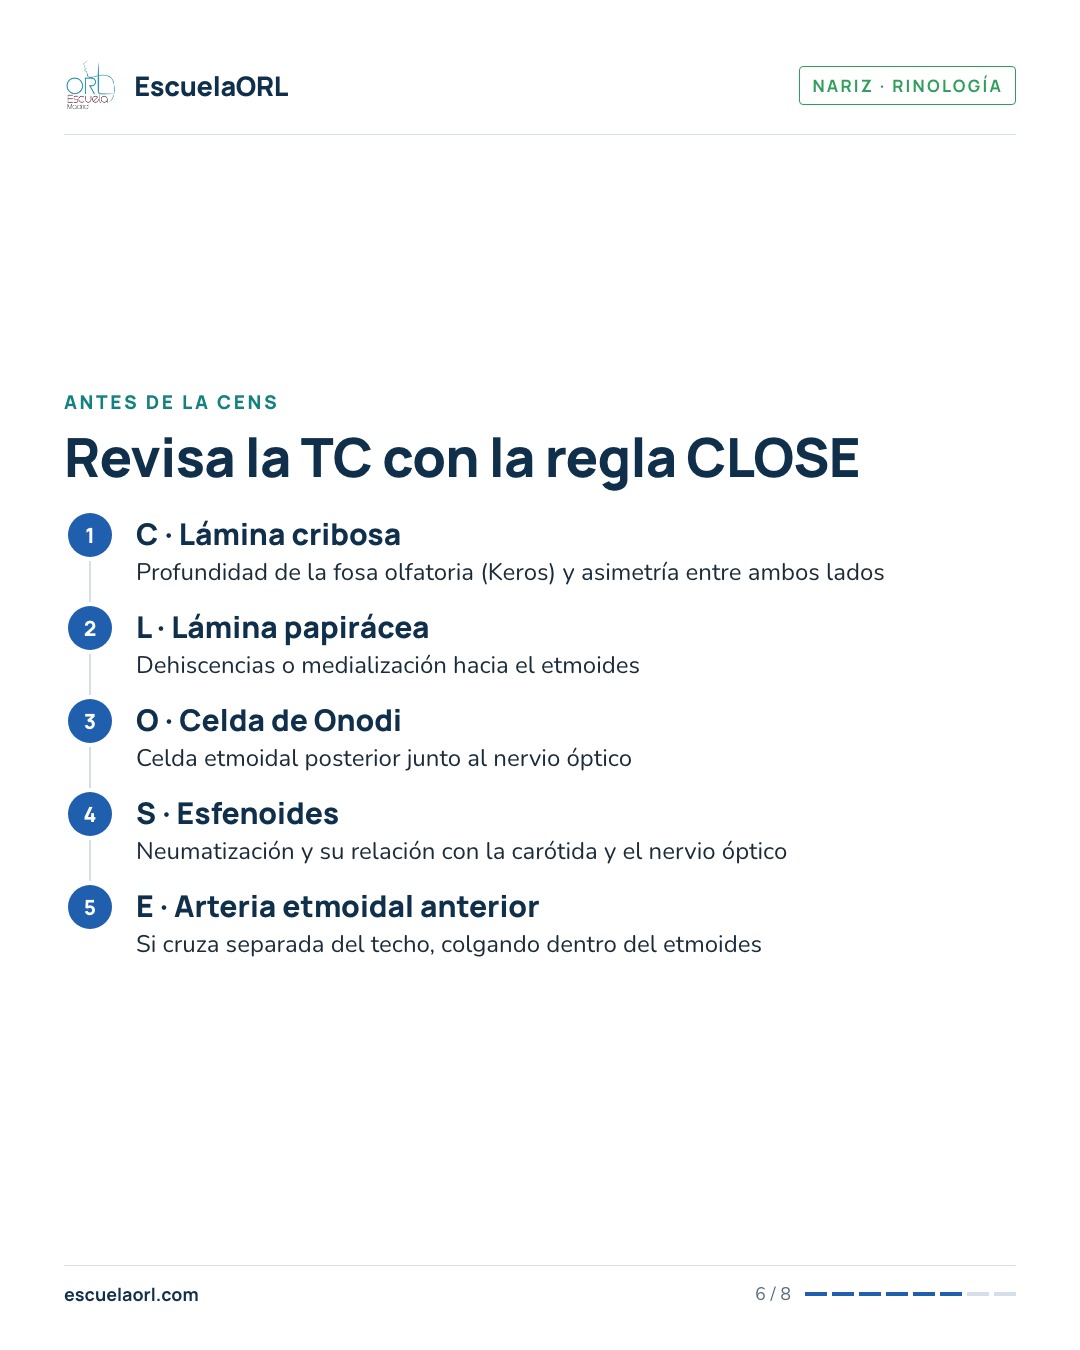 ORL
Escuela
Madrid
EscuelaORL
NARIZ · RINOLOGÍA
ANTES DE LA CENS
Revisa la TC con la regla CLOSE
1
C · Lámina cribosa
Profundidad de la fosa olfatoria (Keros) y asimetría entre ambos lados
2
L · Lámina papirácea
Dehiscencias o medialización hacia el etmoides
3
O · Celda de Onodi
Celda etmoidal posterior junto al nervio óptico
4
S · Esfenoides
Neumatización y su relación con la carótida y el nervio óptico
5
E · Arteria etmoidal anterior
Si cruza separada del techo, colgando dentro del etmoides
escuelaorl.com
6 / 8